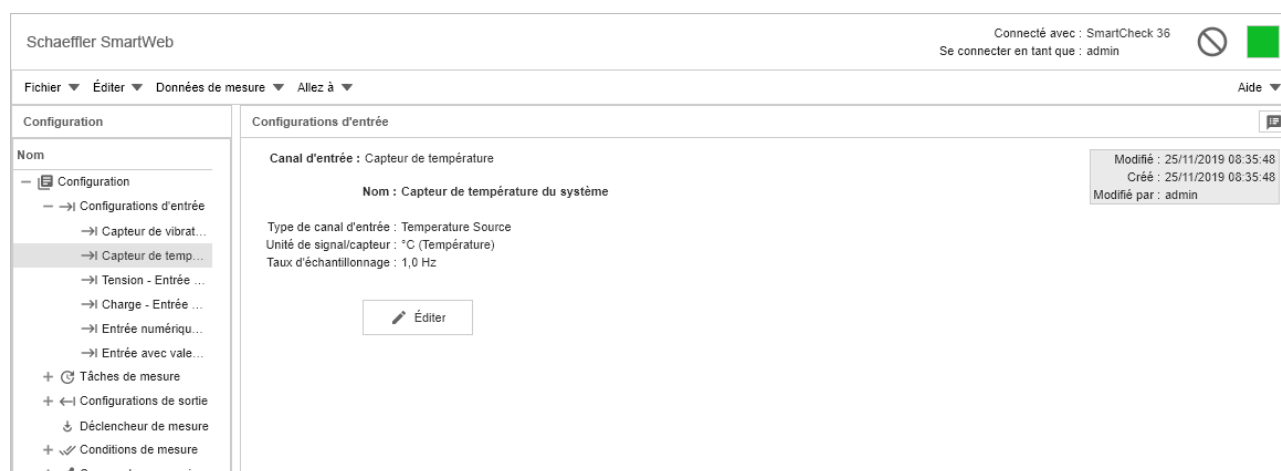 Schaeffler SmartWeb
Connecté avec : SmartCheck 36
Se connecter en tant que : admin
Fichier Éditer Données de mesure Allez à Aide
Configuration
Configurations d'entrée
Nom
Configuration
Configurations d'entrée
Capteur de vibrat...
Capteur de temp...
Tension - Entrée ...
Charge - Entrée ...
Entrée numériqu...
Entrée avec vale...
Tâches de mesure
Configurations de sortie
Déclencheur de mesure
Conditions de mesure
Canal d'entrée : Capteur de température
Nom : Capteur de température du système
Type de canal d'entrée : Temperature Source
Unité de signal/capteur : °C (Température)
Taux d'échantillonnage : 1,0 Hz
Éditer
Modifié : 25/11/2019 08:35:48
Créé : 25/11/2019 08:35:48
Modifié par : admin